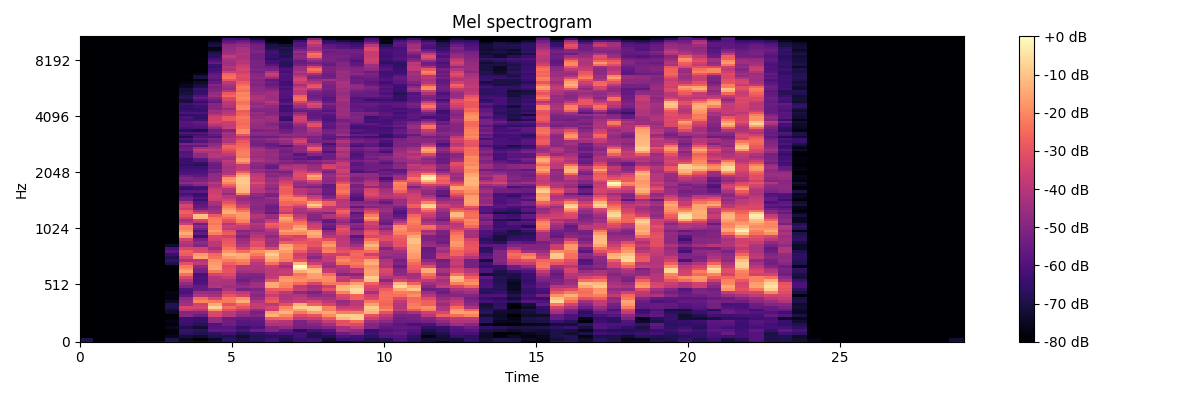 Mel spectrogram
Hz
8192
4096
2048
1024
512
0
0 5 10 15 20 25
Time
+0 dB
-10 dB
-20 dB
-30 dB
-40 dB
-50 dB
-60 dB
-70 dB
-80 dB